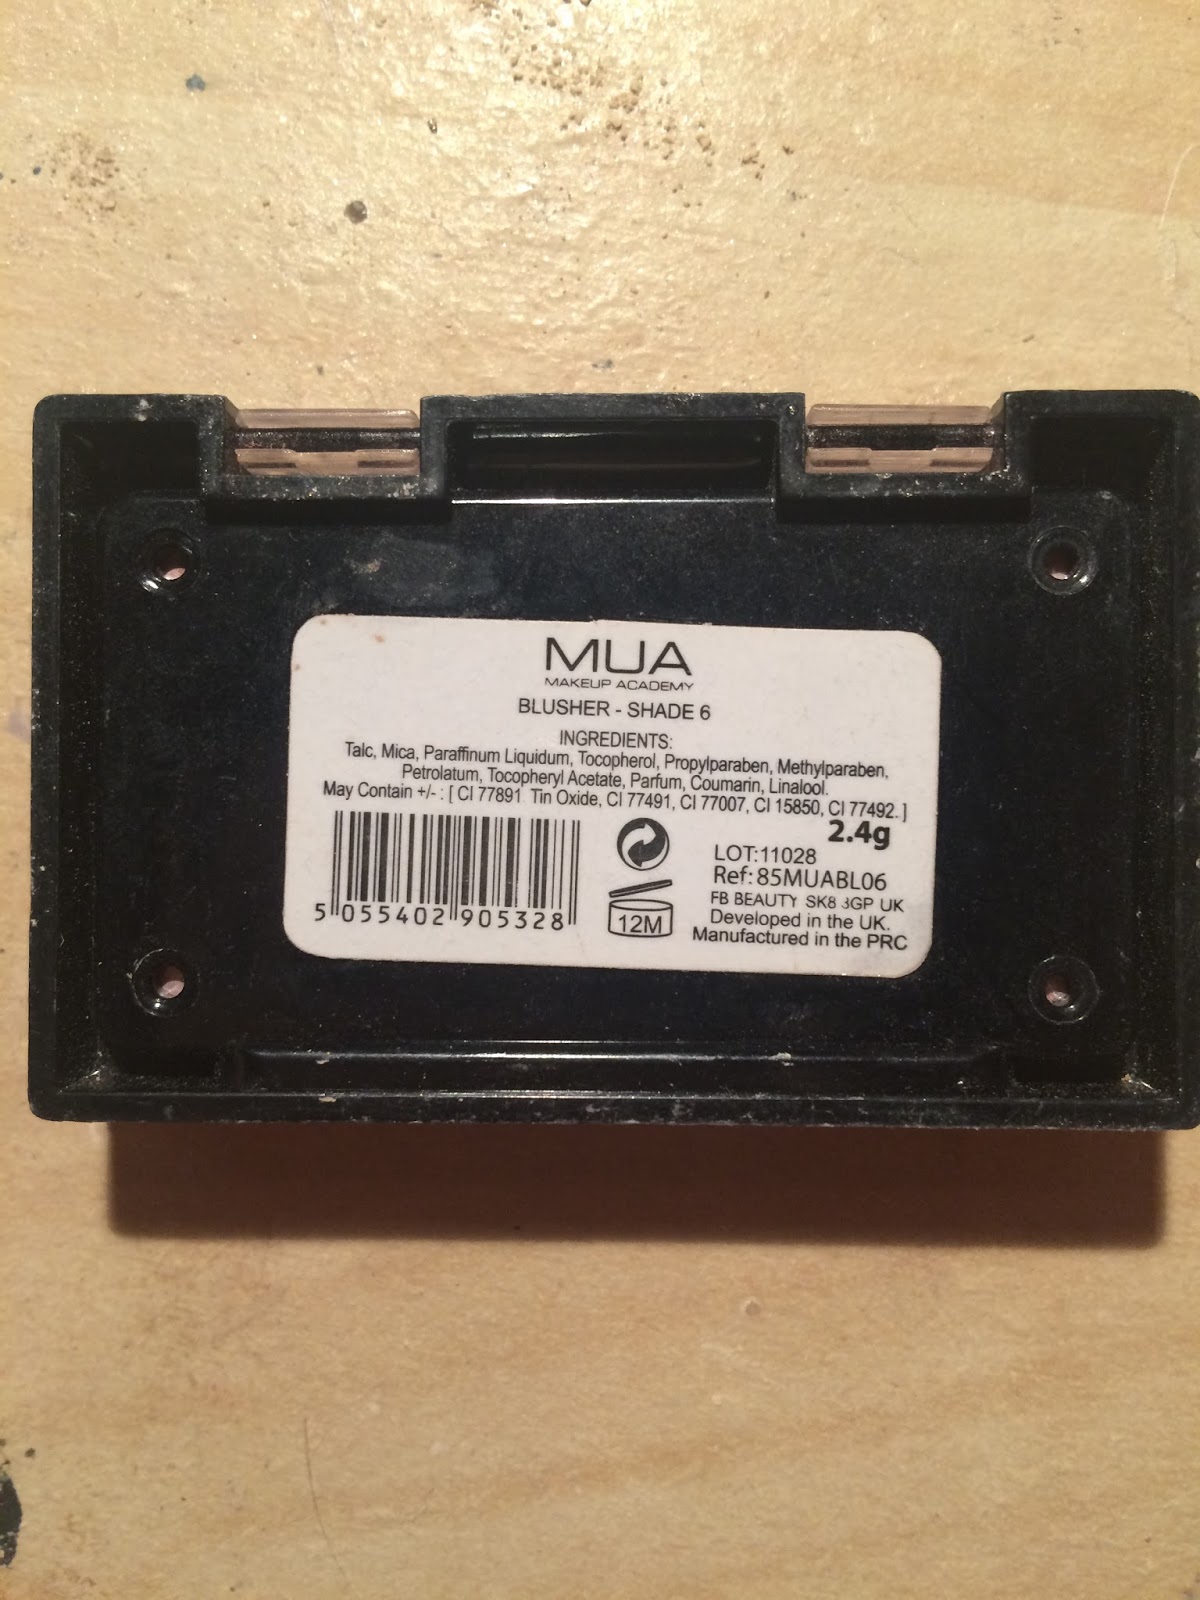 MUA
MAKEUP ACADEMY
BLUSHER - SHADE 6
INGREDIENTS:
Talc, Mica, Paraffinum Liquidum, Tocopherol, Propylparaben, Methylparaben,
Petrolatum, Tocopheryl Acetate, Parfum, Coumarin, Linalool.
May Contain +/- : [ CI 77891 Tin Oxide, CI 77491, CI 77007, CI 15850, CI 77492. ]
2.4g
LOT:11028
Ref: 85MUABL06
FB BEAUTY SK8 3GP UK
Developed in the UK.
Manufactured in the PRC
12M
5 055402 905328